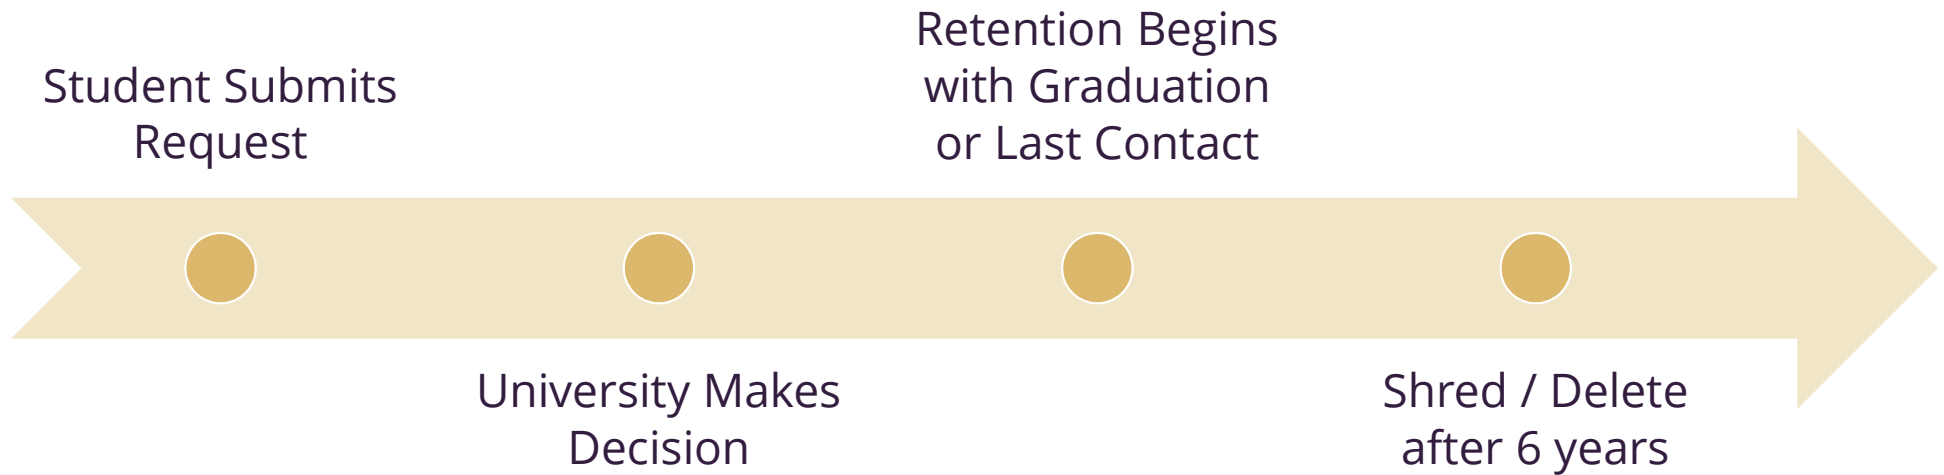 Student Submits
Request
University Makes
Decision
Retention Begins
with Graduation
or Last Contact
Shred / Delete
after 6 years